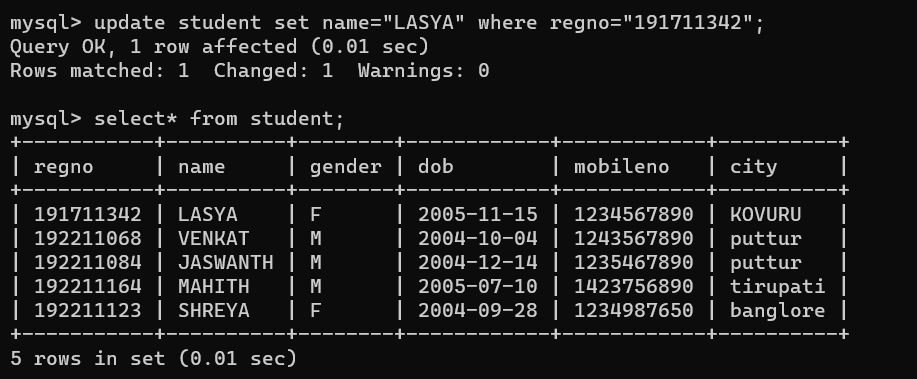 mysql> update student set name="LASYA" where regno="191711342";
Query OK, 1 row affected (0.01 sec)
Rows matched: 1  Changed: 1  Warnings: 0

mysql> select* from student;
+-----------+----------+--------+------------+------------+----------+
| regno     | name     | gender | dob        | mobileno   | city     |
+-----------+----------+--------+------------+------------+----------+
| 191711342 | LASYA    | F      | 2005-11-15 | 1234567890 | KOVURU   |
| 192211068 | VENKAT   | M      | 2004-10-04 | 1243567890 | puttur   |
| 192211084 | JASWANTH | M      | 2004-12-14 | 1235467890 | puttur   |
| 192211164 | MAHITH   | M      | 2005-07-10 | 1423756890 | tirupati |
| 192211123 | SHREYA   | F      | 2004-09-28 | 1234987650 | banglore |
+-----------+----------+--------+------------+------------+----------+
5 rows in set (0.01 sec)